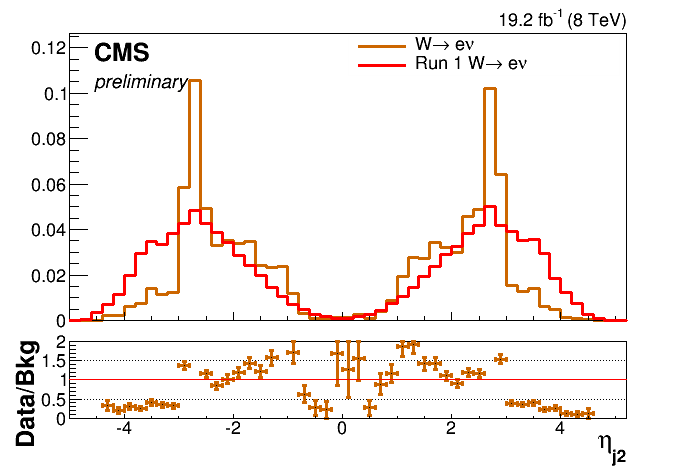 19.2 fb⁻¹ (8 TeV)
CMS
preliminary
W→ eν
Run 1 W→ eν
0.12
0.1
0.08
0.06
0.04
0.02
0
Data/Bkg
2
1.5
1
0.5
0
-4 -2 0 2 4
η_j2